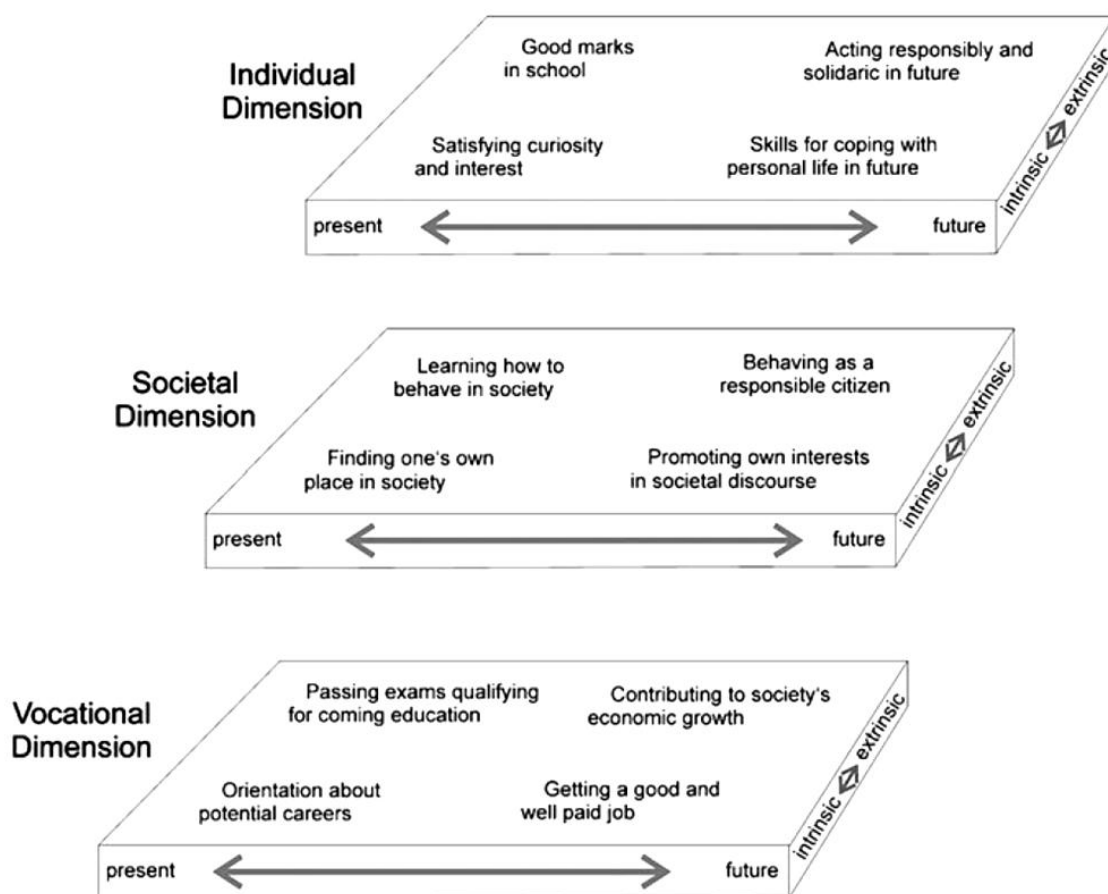 Individual
Dimension
Good marks
in school
Acting responsibly and
solidaric in future
Satisfying curiosity
and interest
Skills for coping with
personal life in future
present
future
intrinsic
extrinsic
Societal
Dimension
Learning how to
behave in society
Behaving as a
responsible citizen
Finding one's own
place in society
Promoting own interests
in societal discourse
present
future
intrinsic
extrinsic
Vocational
Dimension
Passing exams qualifying
for coming education
Contributing to society's
economic growth
Orientation about
potential careers
Getting a good and
well paid job
present
future
intrinsic
extrinsic